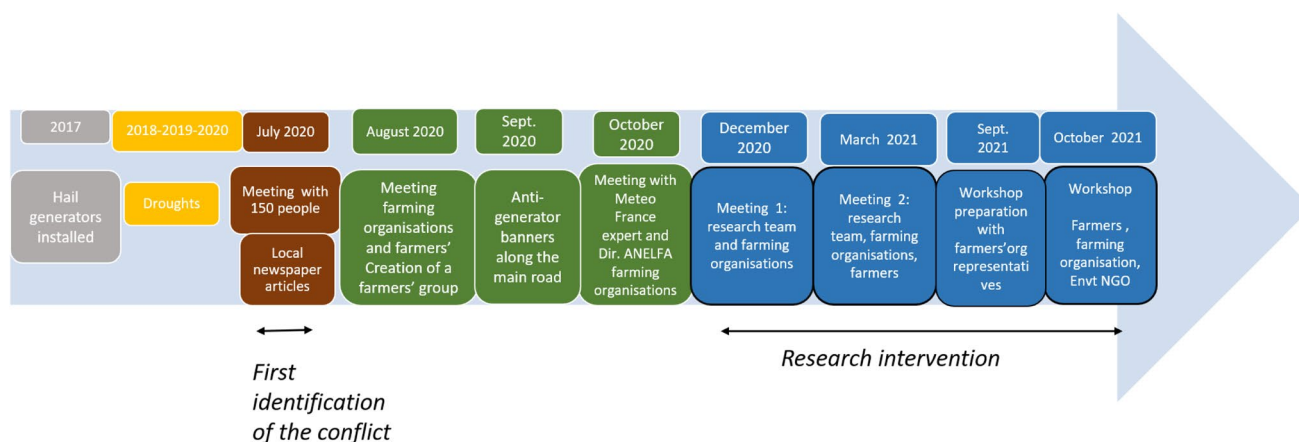 2017
Hail
generators
installed
2018-2019-2020
Droughts
July 2020
Meeting with
150 people
Local
newspaper
articles
August 2020
Meeting
farming
organisations
and farmers'
Creation of a
farmers' group
Sept.
2020
Anti-
generator
banners
along the
main road
October
2020
Meeting with
Meteo
France
expert and
Dir. ANELFA
farming
organisations
December
2020
Meeting 1:
research team
and farming
organisations
March 2021
Meeting 2:
research
team, farming
organisations,
farmers
Sept.
2021
Workshop
preparation
with
farmers'org
representati
ves
October 2021
Workshop
Farmers ,
farming
organisation,
Envt NGO
First
identification
of the conflict
Research intervention